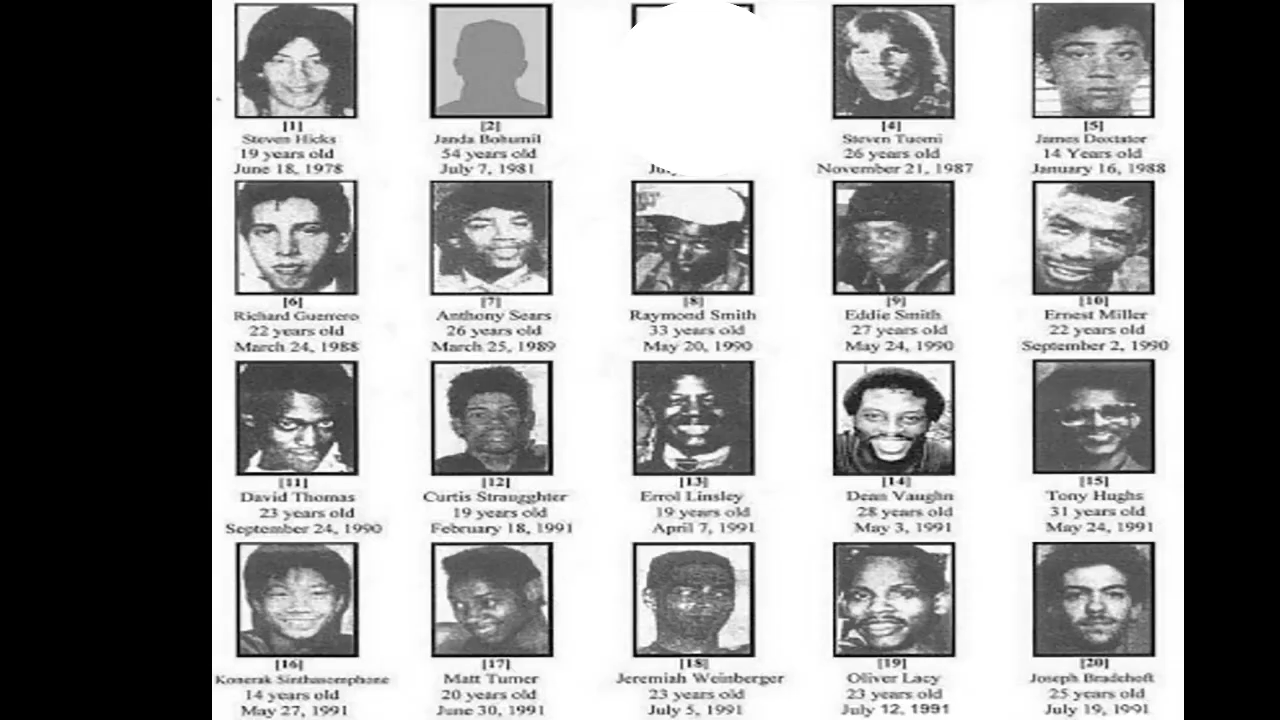 [1]
Steven Hicks
19 years old
June 18, 1978
[2]
Janda Bohumil
54 years old
July 7, 1981
[4]
Steven Tuomi
26 years old
November 21, 1987
[5]
James Doxtator
14 Years old
January 16, 1988
[6]
Richard Guerrero
22 years old
March 24, 1988
[7]
Anthony Sears
26 years old
March 25, 1989
[8]
Raymond Smith
33 years old
May 20, 1990
[9]
Eddie Smith
27 years old
May 24, 1990
[10]
Ernest Miller
22 years old
September 2, 1990
[11]
David Thomas
23 years old
September 24, 1990
[12]
Curtis Straugghter
19 years old
February 18, 1991
[13]
Errol Linsley
19 years old
April 7, 1991
[14]
Dean Vaughn
28 years old
May 3, 1991
[15]
Tony Hughs
31 years old
May 24, 1991
[16]
Konerak Sinthasomphone
14 years old
May 27, 1991
[17]
Matt Turner
20 years old
June 30, 1991
[18]
Jeremiah Weinberger
23 years old
July 5, 1991
[19]
Oliver Lacy
23 years old
July 12, 1991
[20]
Joseph Bradehoft
25 years old
July 19, 1991